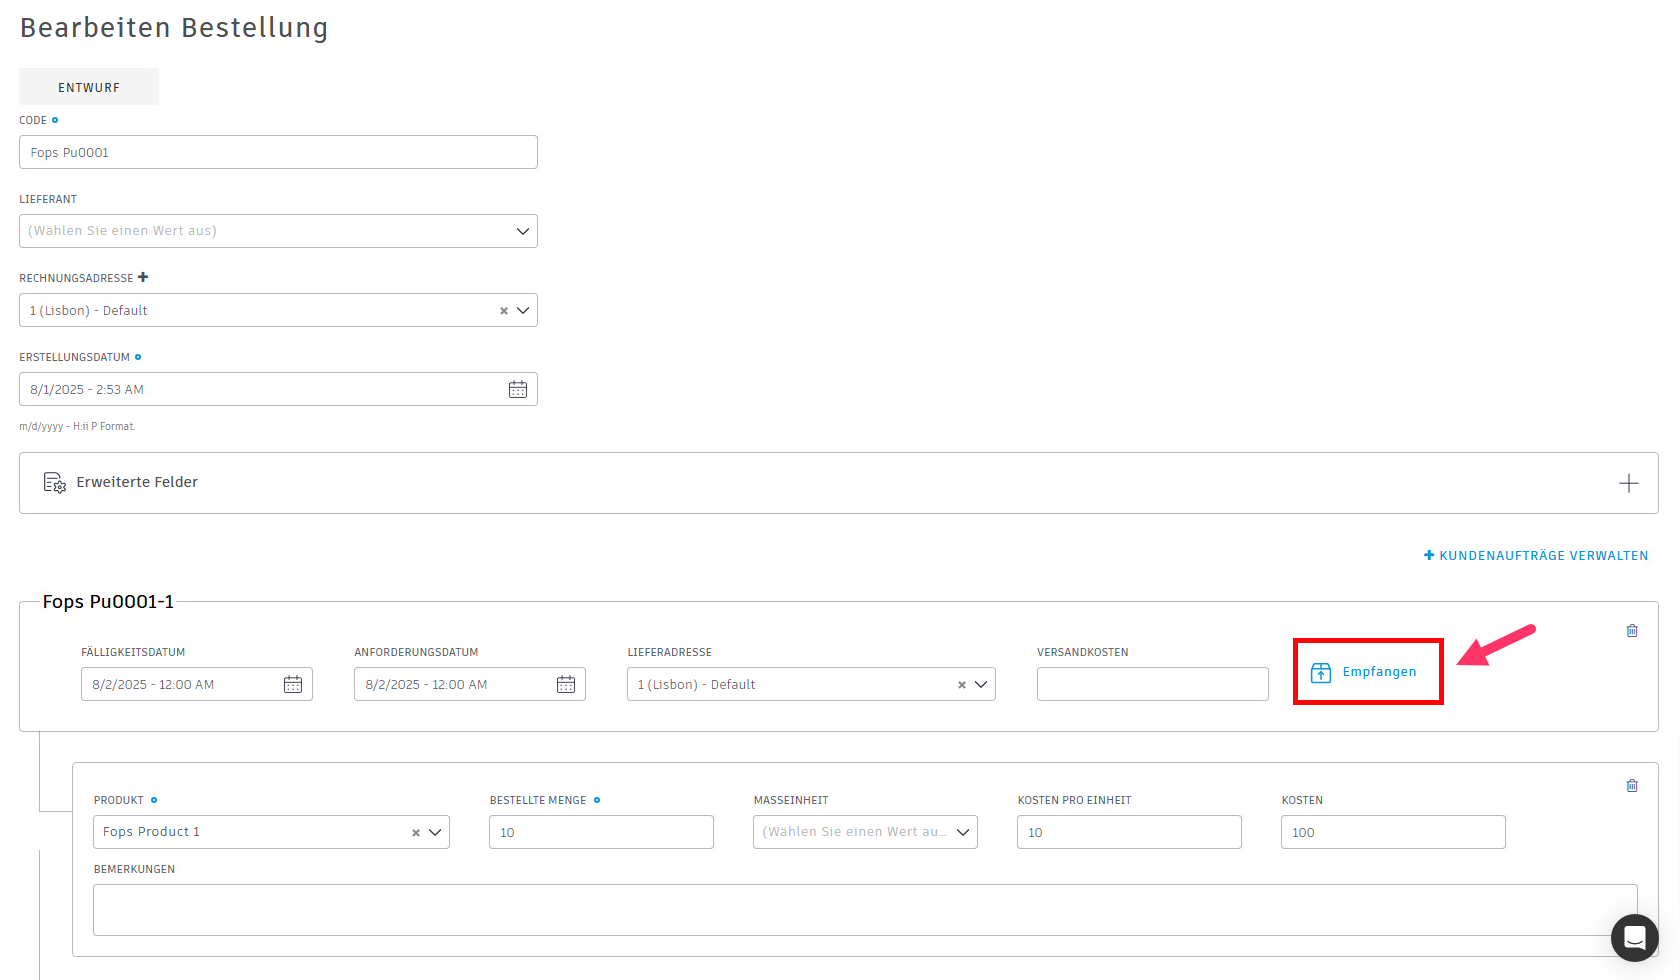 Bearbeiten Bestellung
ENTWURF
CODE
Fops Pu0001
LIEFERANT
(Wählen Sie einen Wert aus)
RECHNUNGSADRESSE
1 (Lisbon) - Default
ERSTELLUNGSDATUM
8/1/2025 - 2:53 AM
m/d/yyyy - H:ii P Format.
Erweiterte Felder
KUNDENAUFTRÄGE VERWALTEN
Fops Pu0001-1
FÄLLIGKEITSDATUM ANFORDERUNGSDATUM LIEFERADRESSE VERSANDKOSTEN
8/2/2025 - 12:00 AM 8/2/2025 - 12:00 AM 1 (Lisbon) - Default Empfangen
PRODUKT BESTELLTE MENGE MASSEINHEIT KOSTEN PRO EINHEIT KOSTEN
Fops Product 1 10 (Wählen Sie einen Wert au... 10 100
BEMERKUNGEN